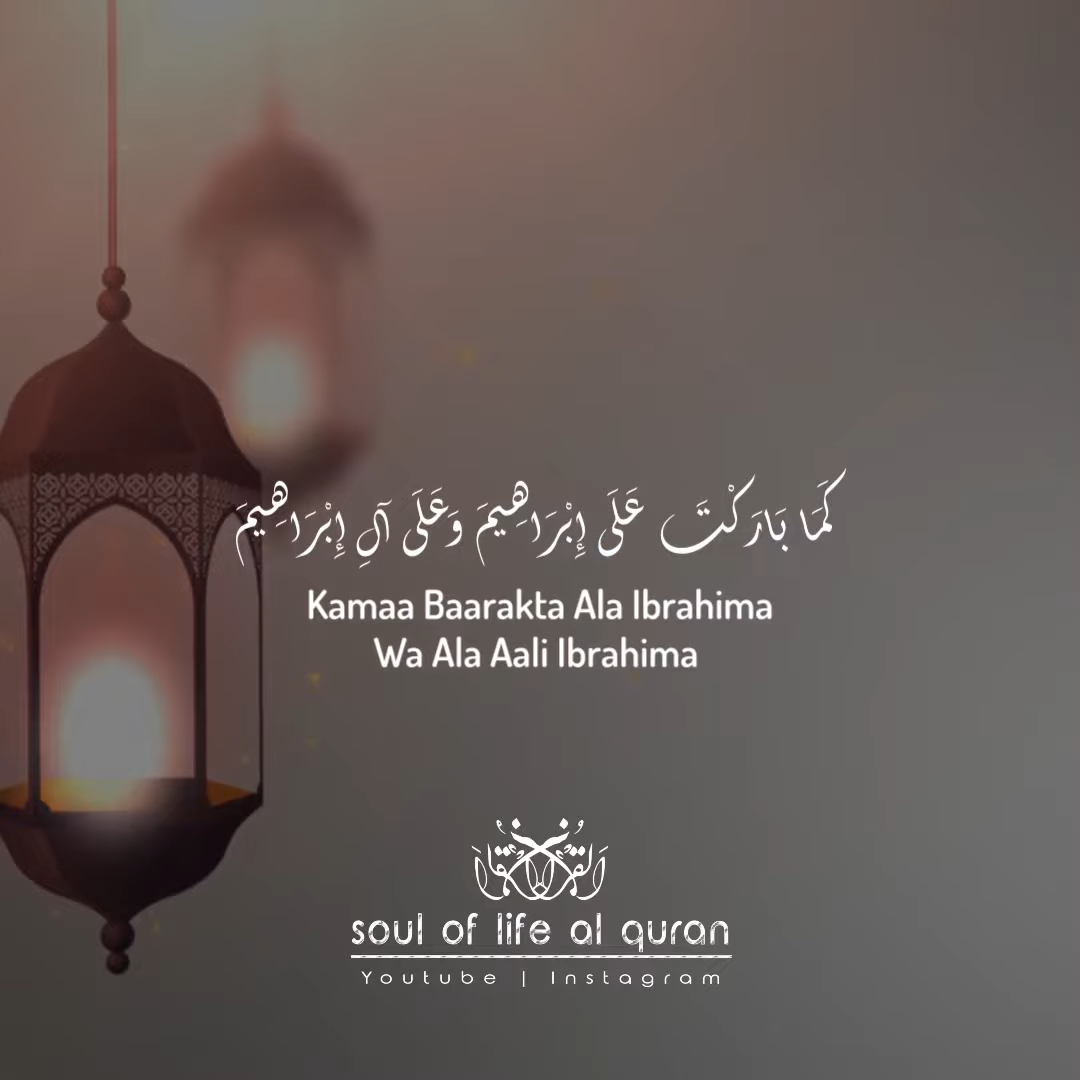 كَمَا بَارَكْتَ عَلَى إِبْرَاهِيمَ وَعَلَى آلِ إِبْرَاهِيمَ
Kamaa Baarakta Ala Ibrahima
Wa Ala Aali Ibrahima
soul of life al quran
Youtube | Instagram